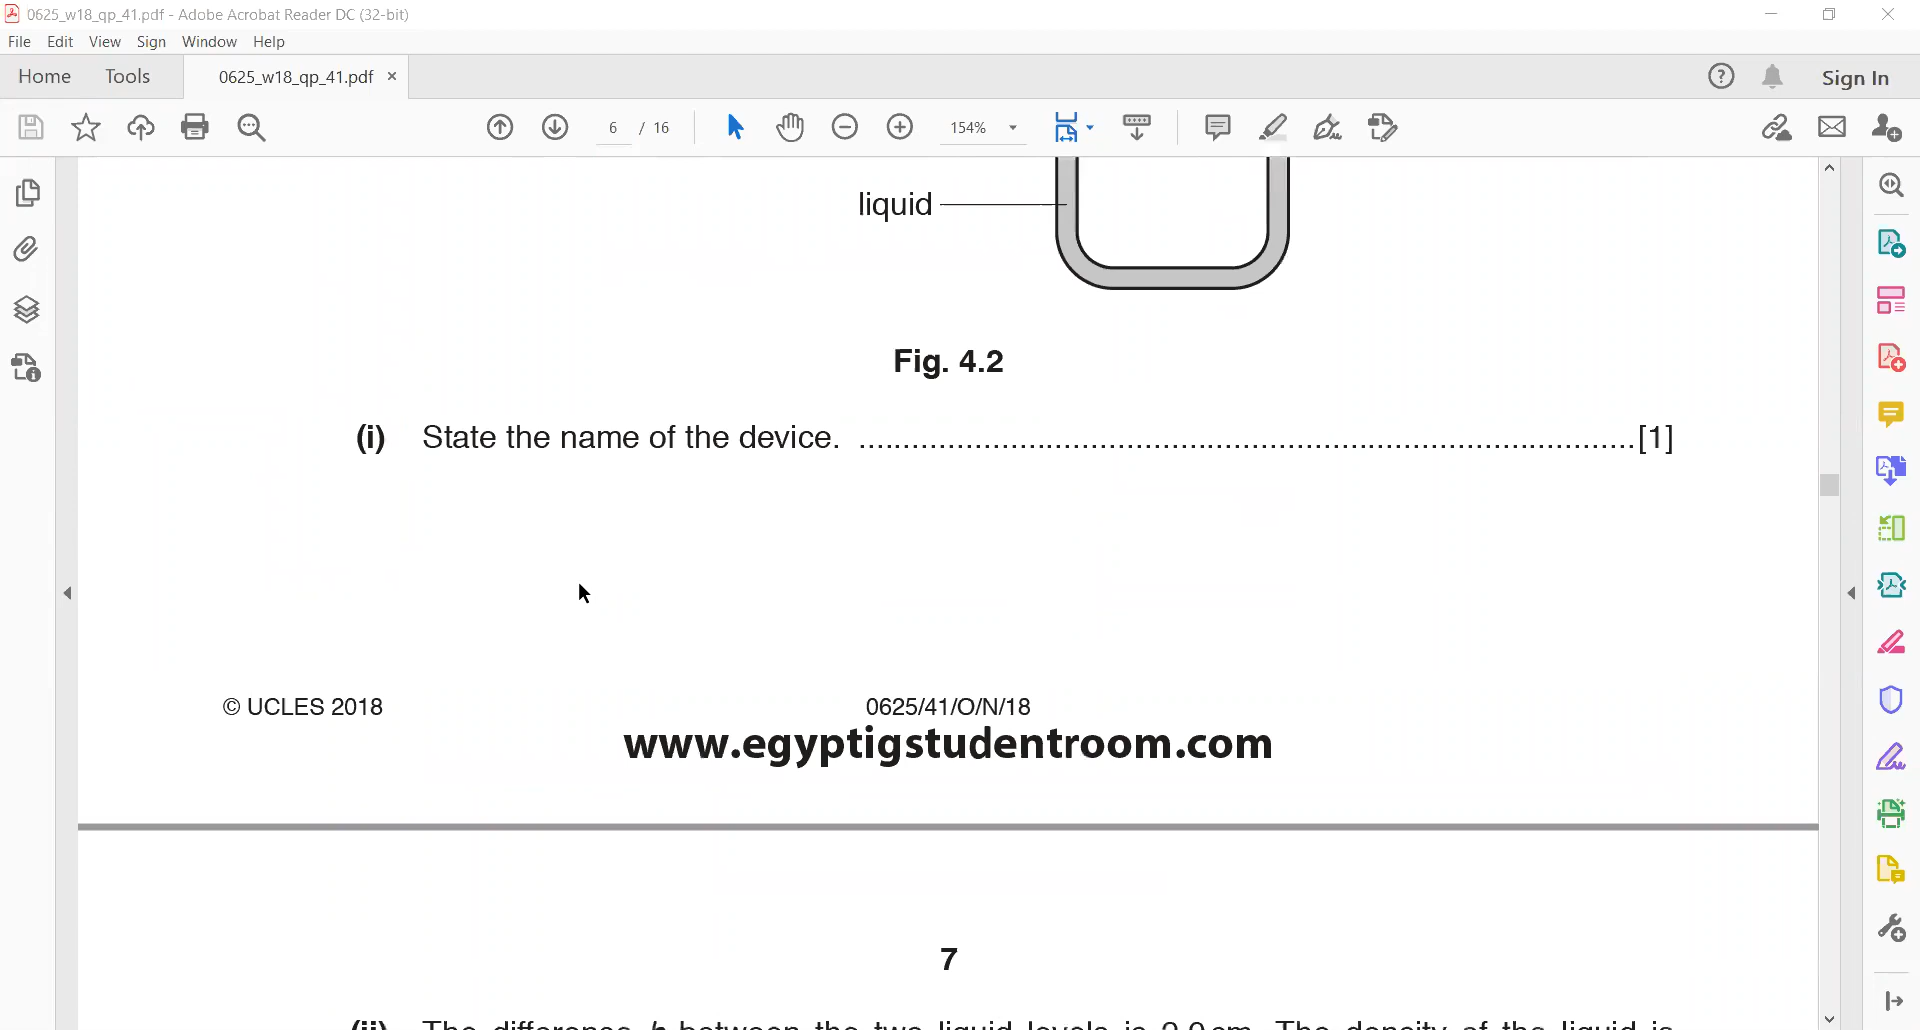 0625_w18_qp_41.pdf - Adobe Acrobat Reader DC (32-bit)
File Edit View Sign Window Help
Home Tools 0625_w18_qp_41.pdf × Sign In
6 / 16 154%
liquid
Fig. 4.2
(i) State the name of the device. ........................................................................................[1]
© UCLES 2018 0625/41/O/N/18
www.egyptigstudentroom.com
7
(ii) The difference h between the two liquid levels is 2.0 cm. The density of the liquid is